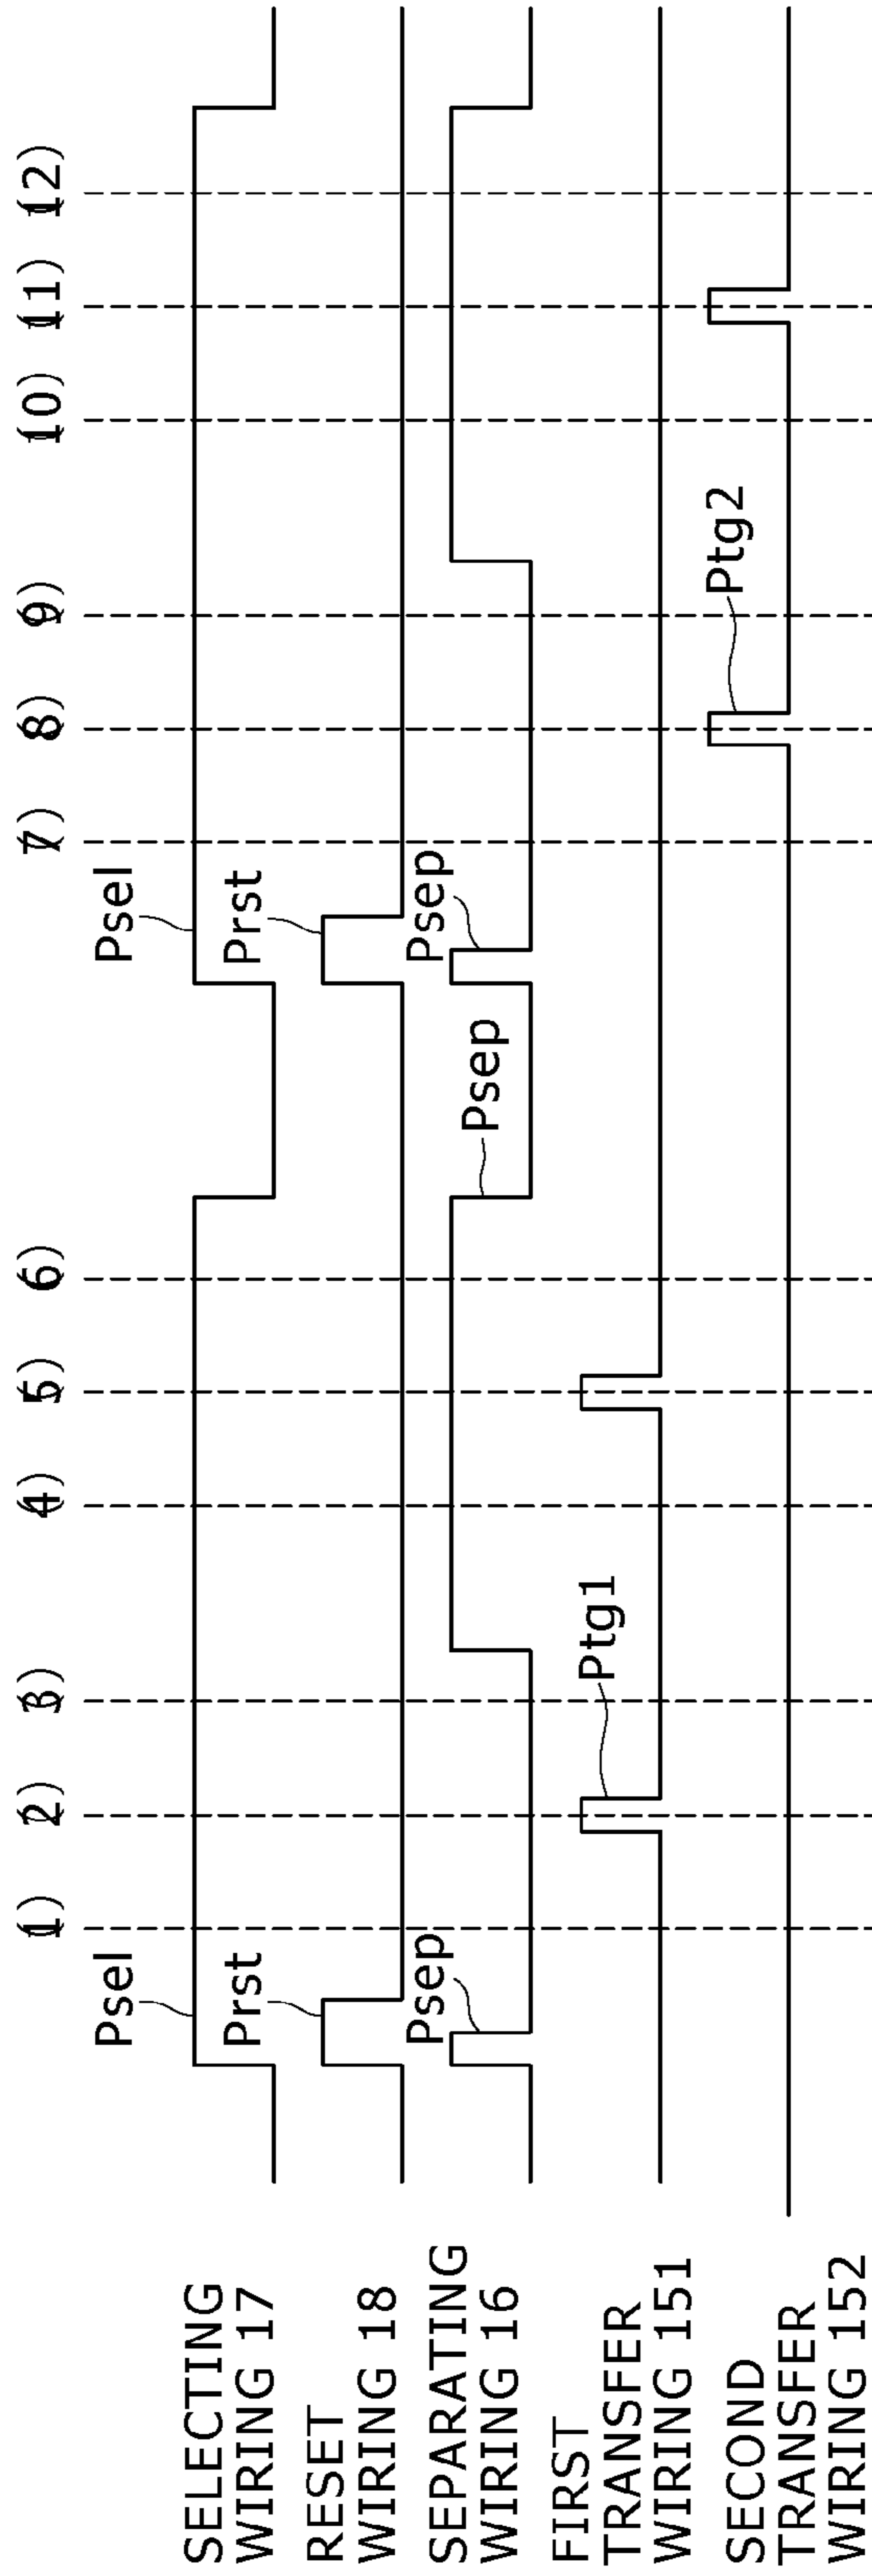 (1) (2) (3) (4) (5) (6) (7) (8) (9) (10) (11) (12)
Psel Psel
SELECTING
WIRING 17
Prst Prst
RESET
WIRING 18
Psep Psep Psep
SEPARATING
WIRING 16
Ptg1
FIRST
TRANSFER
WIRING 151
Ptg2
SECOND
TRANSFER
WIRING 152